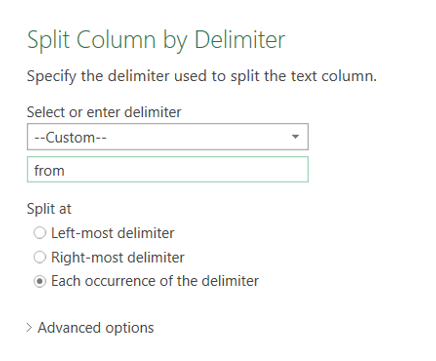 Split Column by Delimiter
Specify the delimiter used to split the text column.
Select or enter delimiter
--Custom--
from
Split at
Left-most delimiter
Right-most delimiter
Each occurrence of the delimiter
Advanced options